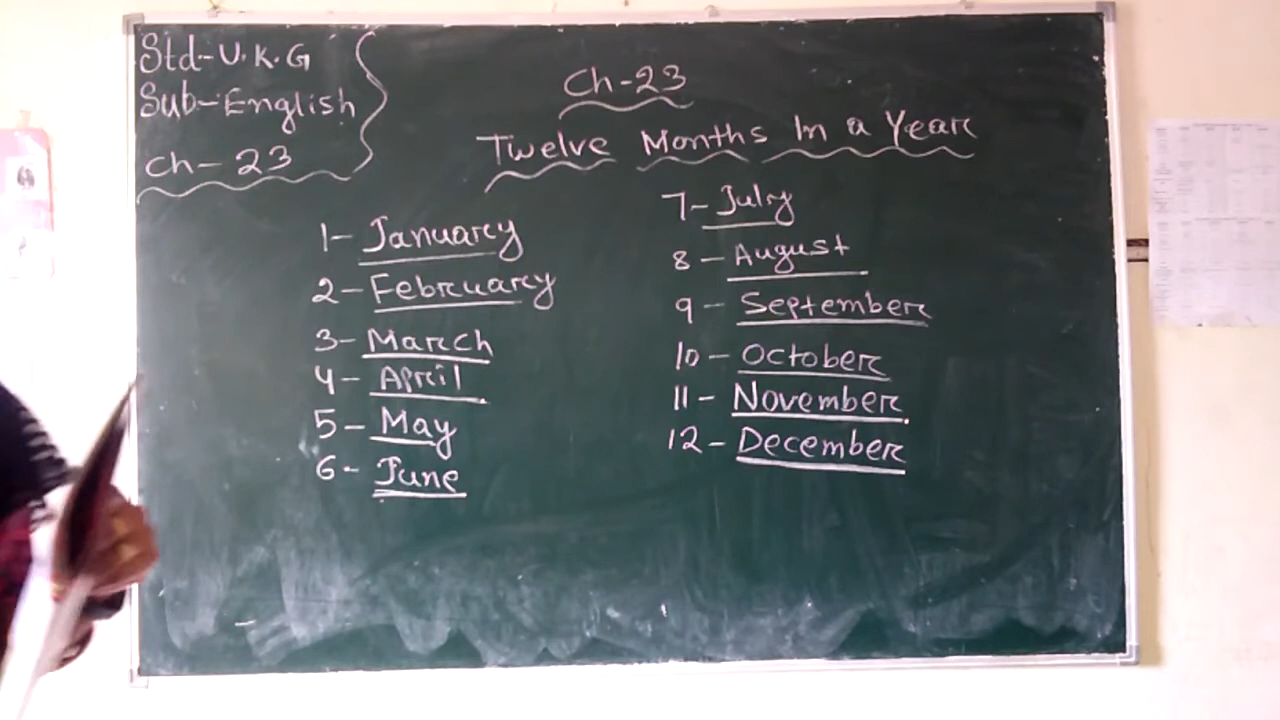 Std-U.K.G
Sub-English
Ch-23
Ch-23
Twelve Months In a Year
1-January
2-February
3-March
4-April
5-May
6-June
7-July
8-August
9-September
10-October
11-November
12-December